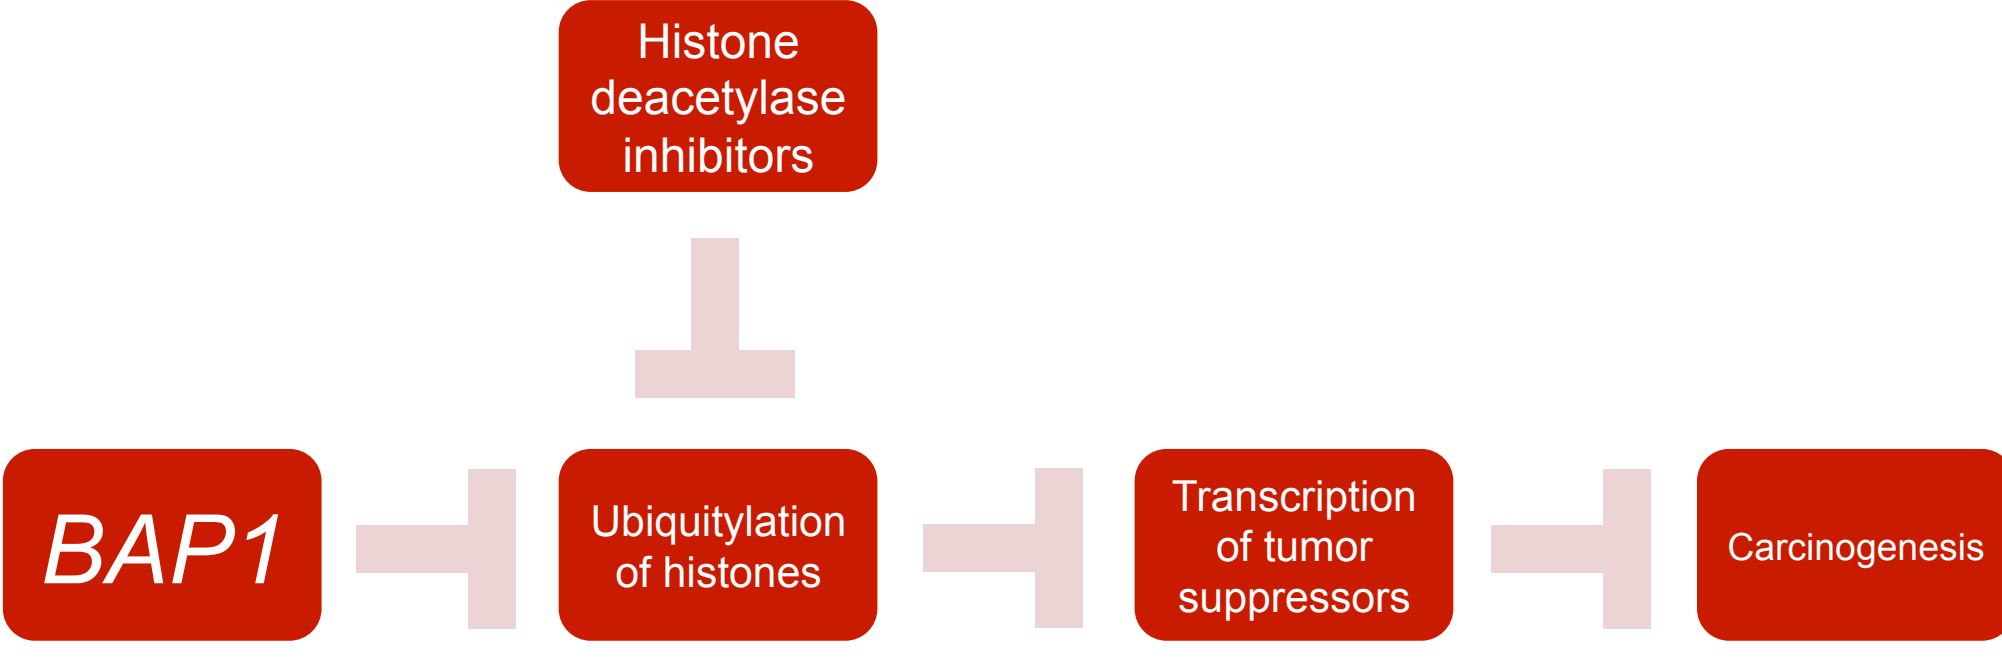 Histone
deacetylase
inhibitors
BAP1
Ubiquitylation
of histones
Transcription
of tumor
suppressors
Carcinogenesis